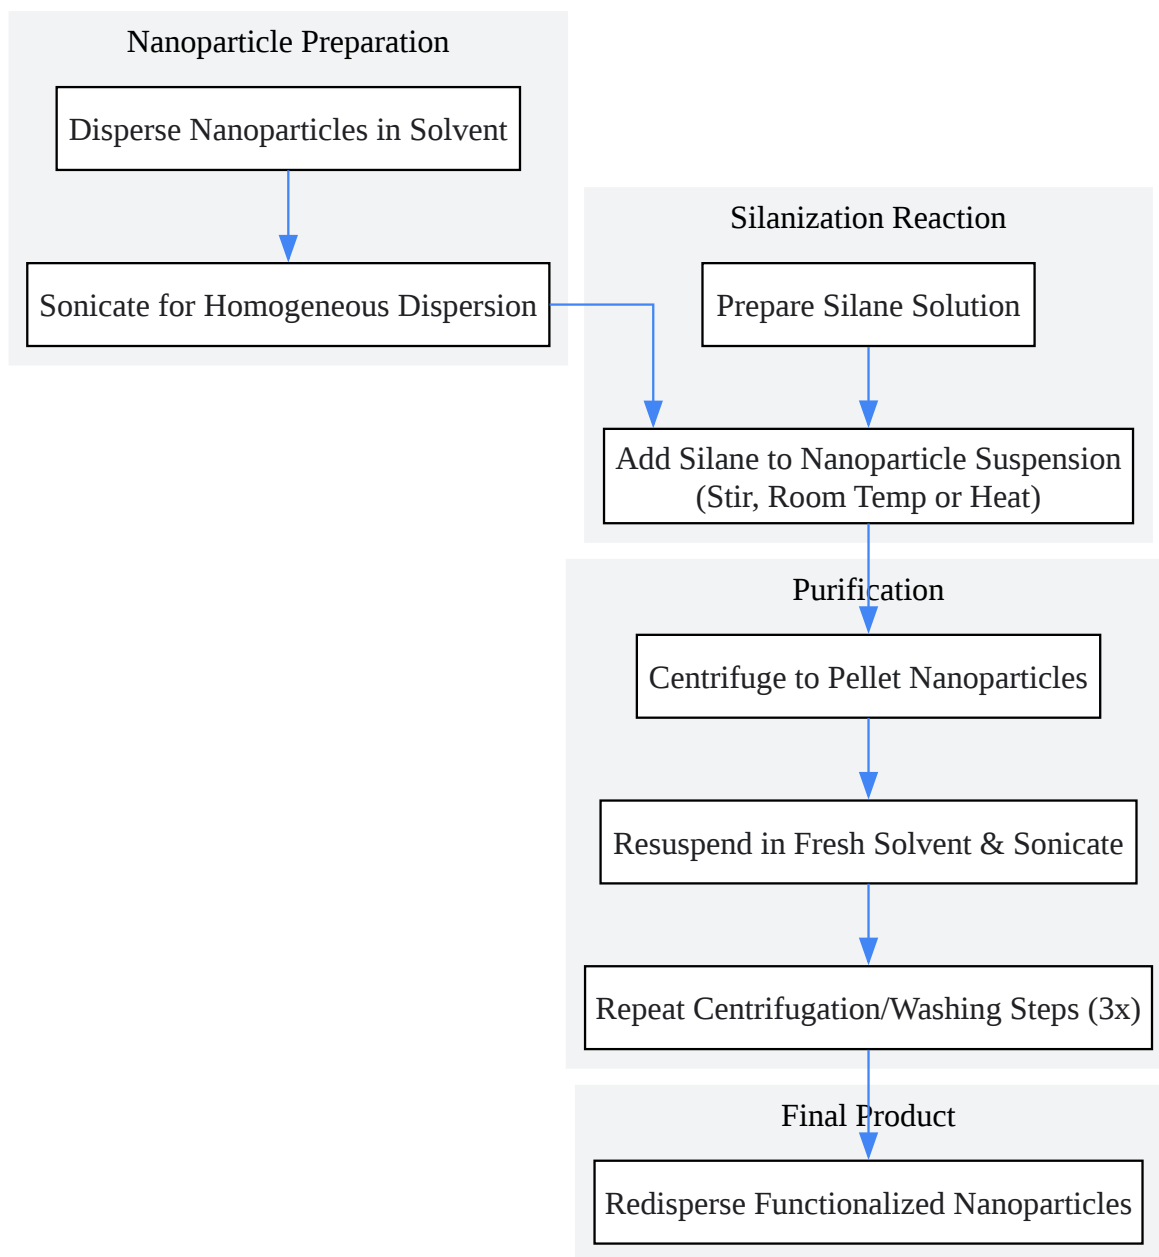 Nanoparticle Preparation
Disperse Nanoparticles in Solvent
Sonicate for Homogeneous Dispersion
Silanization Reaction
Prepare Silane Solution
Add Silane to Nanoparticle Suspension
(Stir, Room Temp or Heat)
Purification
Centrifuge to Pellet Nanoparticles
Resuspend in Fresh Solvent & Sonicate
Repeat Centrifugation/Washing Steps (3x)
Final Product
Redisperse Functionalized Nanoparticles